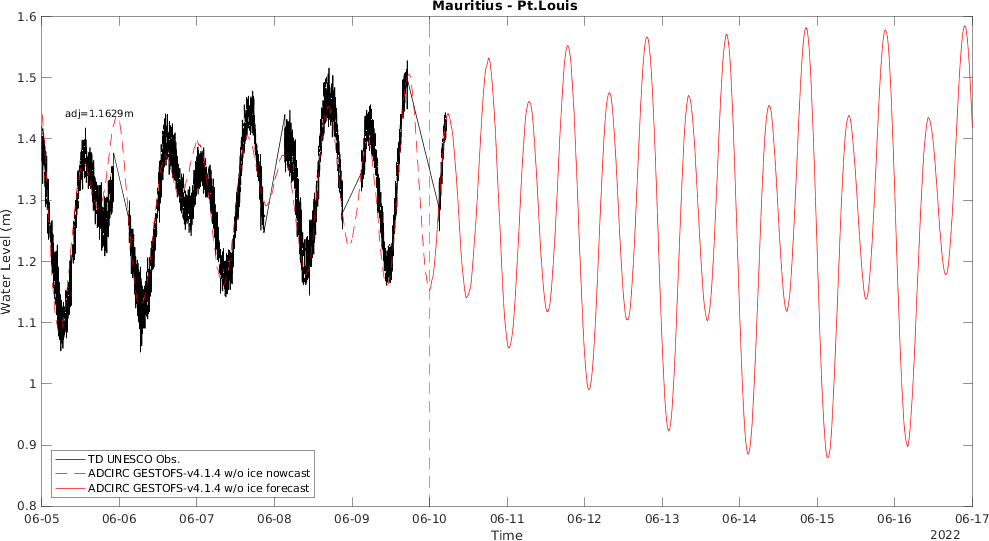 Mauritius - Pt.Louis
1.6
1.5
1.4
1.3
1.2
1.1
1
0.9
0.8
Water Level (m)
adj=1.1629m
TD UNESCO Obs.
ADCIRC GESTOFS-v4.1.4 w/o ice nowcast
ADCIRC GESTOFS-v4.1.4 w/o ice forecast
06-05 06-06 06-07 06-08 06-09 06-10 06-11 06-12 06-13 06-14 06-15 06-16 06-17
Time
2022